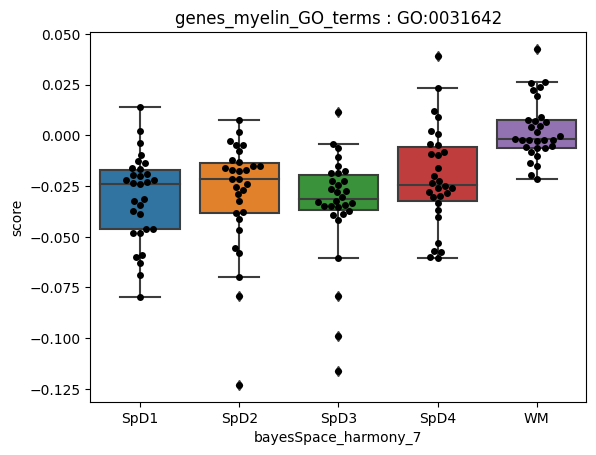 genes_myelin_GO_terms : GO:0031642
0.050
0.025
0.000
−0.025
−0.050
−0.075
−0.100
−0.125
score
SpD1 SpD2 SpD3 SpD4 WM
bayesSpace_harmony_7